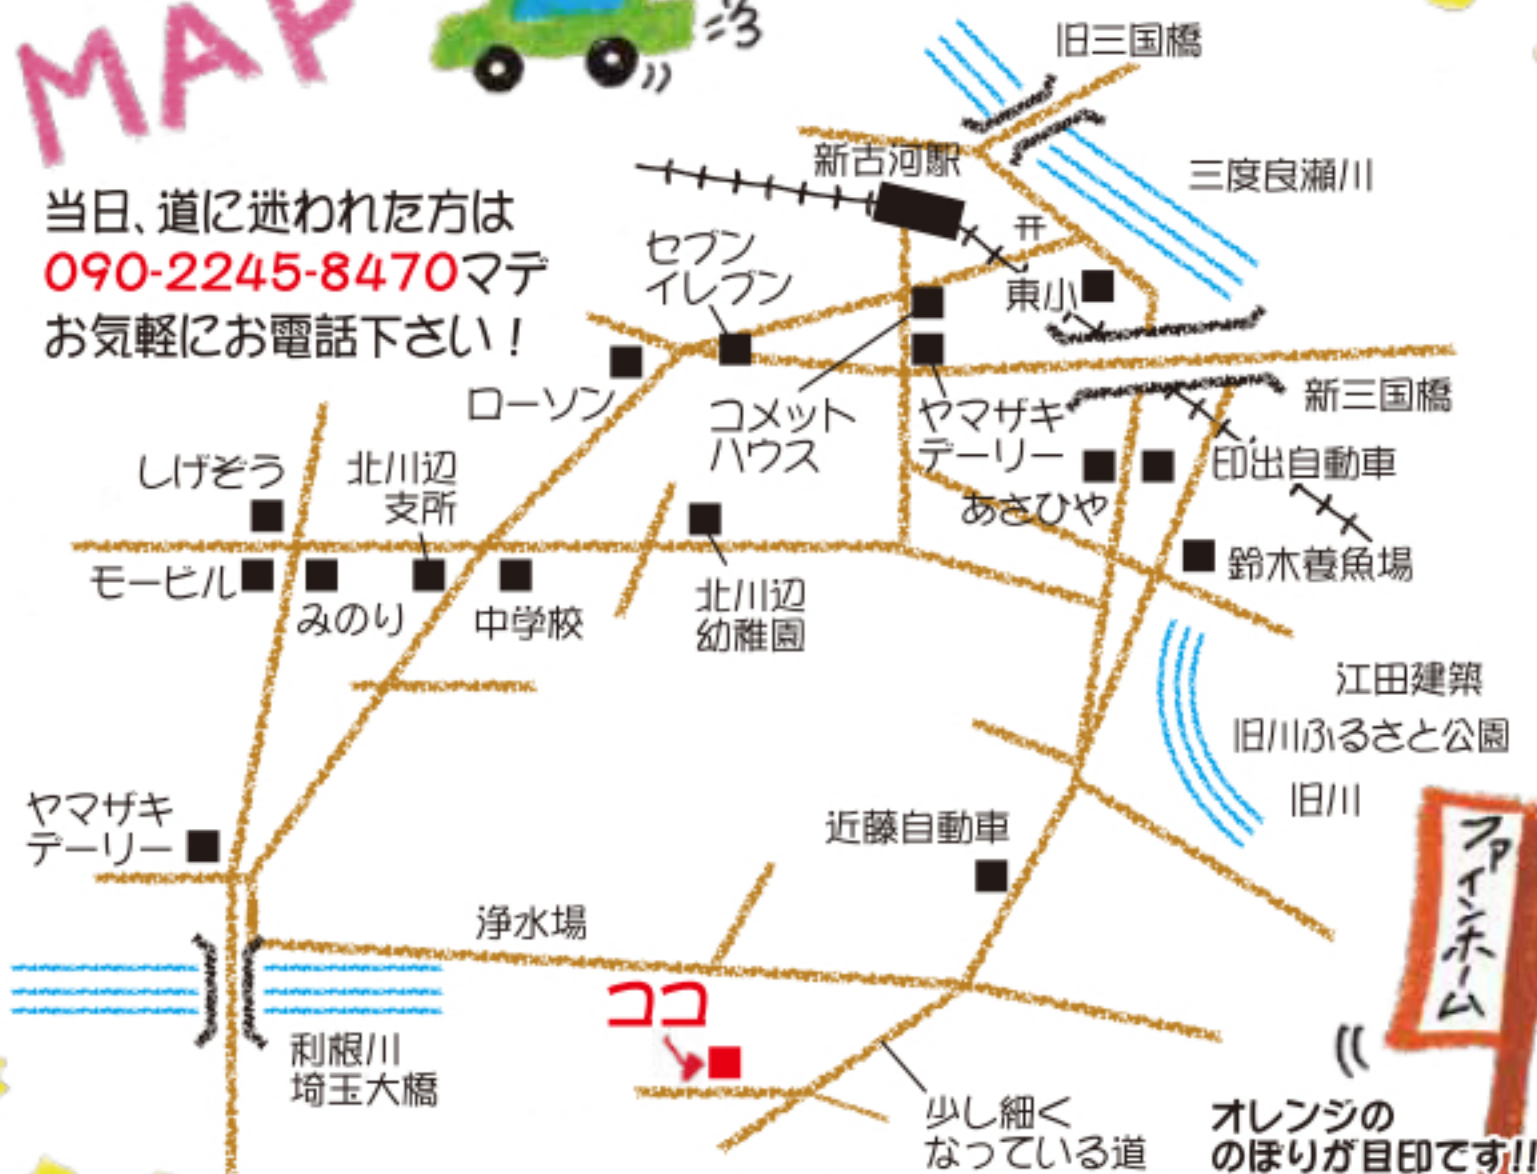 MAP
当日、道に迷われた方は
090-2245-8470マデ
お気軽にお電話下さい！
旧三国橋
新古河駅
三度良瀬川
セブン
イレブン
東小
ローソン
コメット
ハウス
ヤマザキ
デーリー
新三国橋
しげぞう
北川辺
支所
あさひや
印出自動車
モービル
みのり
中学校
北川辺
幼稚園
鈴木養魚場
江田建築
旧川ふるさと公園
旧川
ヤマザキ
デーリー
近藤自動車
浄水場
ココ
利根川
埼玉大橋
少し細く
なっている道
ファインホーム
オレンジの
のぼりが目印です!!